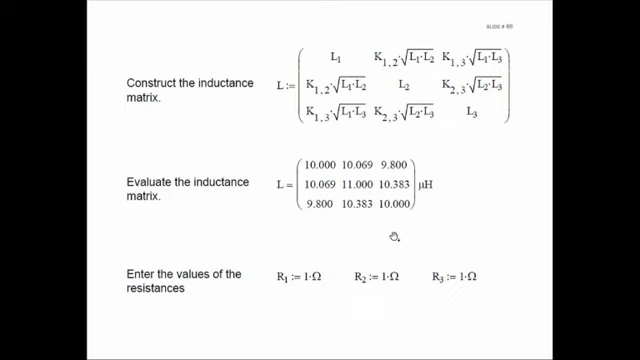 SLIDE # 88
Construct the inductance matrix.
L := ( L₁ K₁,₂·√(L₁·L₂) K₁,₃·√(L₁·L₃)
K₁,₂·√(L₁·L₂) L₂ K₂,₃·√(L₂·L₃)
K₁,₃·√(L₁·L₃) K₂,₃·√(L₂·L₃) L₃ )
Evaluate the inductance matrix.
L = ( 10.000 10.069 9.800
10.069 11.000 10.383
9.800 10.383 10.000 ) μH
Enter the values of the resistances
R₁ := 1·Ω R₂ := 1·Ω R₃ := 1·Ω